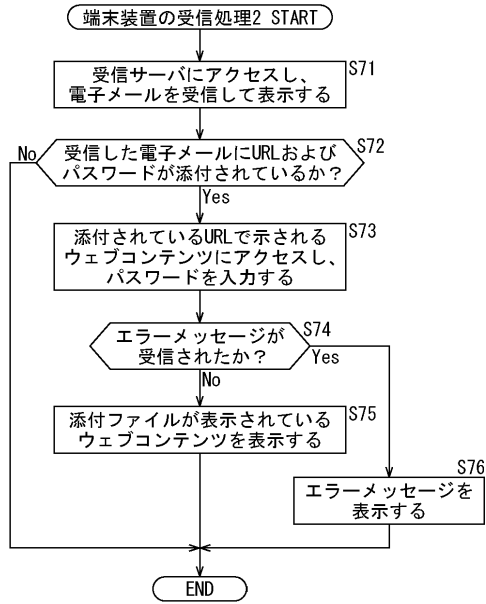 端末装置の受信処理2 START
S71
受信サーバにアクセスし、
電子メールを受信して表示する
No
S72
受信した電子メールにURLおよび
パスワードが添付されているか？
Yes
S73
添付されているURLで示される
ウェブコンテンツにアクセスし、
パスワードを入力する
S74
エラーメッセージが
受信されたか？
Yes
No
S75
添付ファイルが表示されている
ウェブコンテンツを表示する
S76
エラーメッセージを
表示する
END